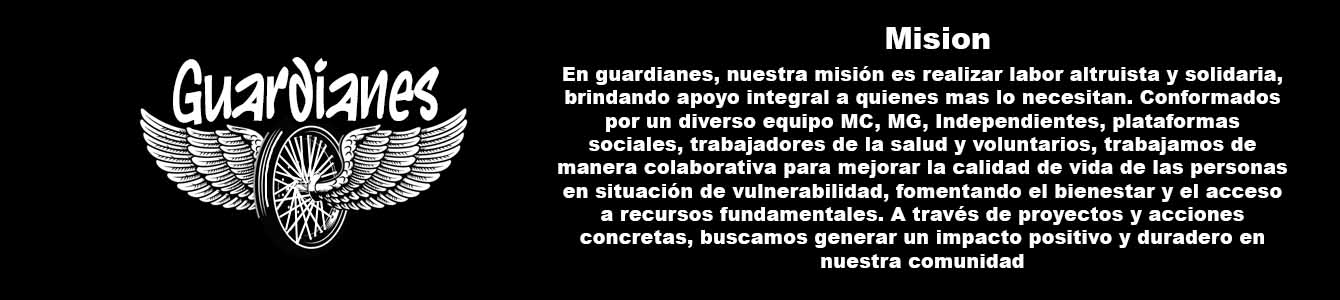 Guardianes
Mision
En guardianes, nuestra misión es realizar labor altruista y solidaria,
brindando apoyo integral a quienes mas lo necesitan. Conformados
por un diverso equipo MC, MG, Independientes, plataformas
sociales, trabajadores de la salud y voluntarios, trabajamos de
manera colaborativa para mejorar la calidad de vida de las personas
en situación de vulnerabilidad, fomentando el bienestar y el acceso
a recursos fundamentales. A través de proyectos y acciones
concretas, buscamos generar un impacto positivo y duradero en
nuestra comunidad